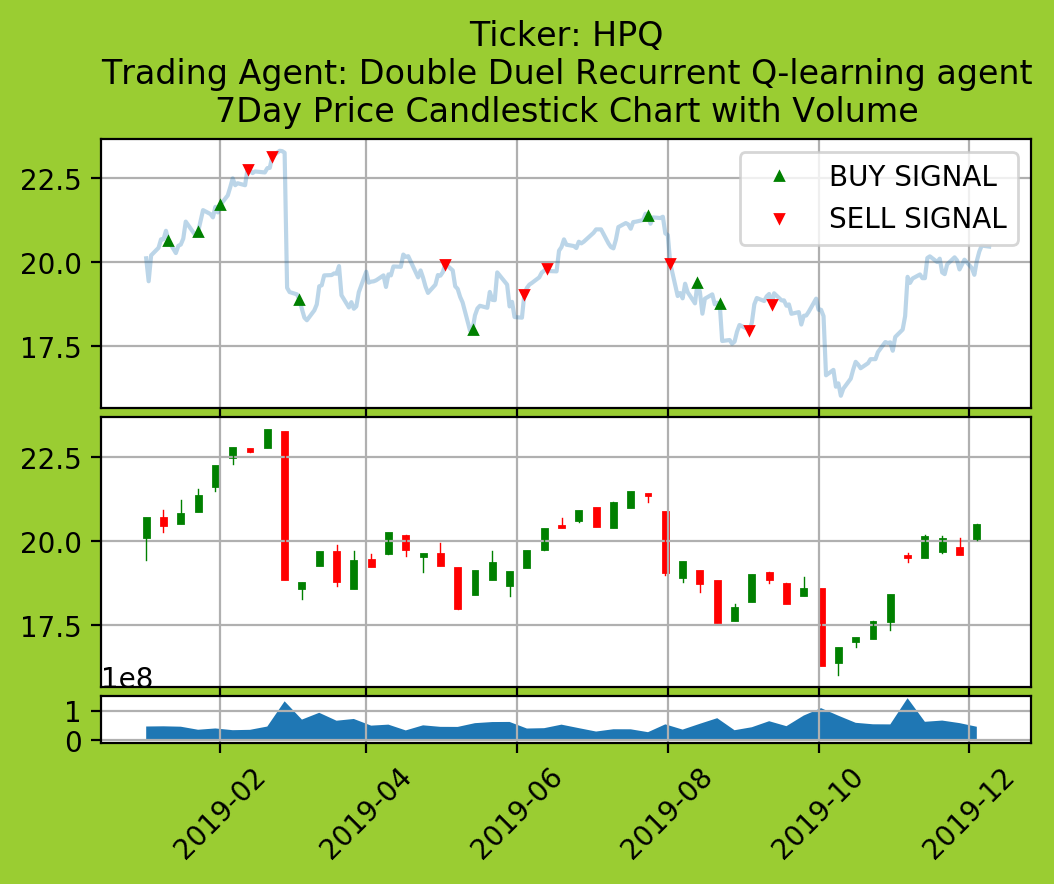 Ticker: HPQ
Trading Agent: Double Duel Recurrent Q-learning agent
7Day Price Candlestick Chart with Volume
22.5
20.0
17.5
BUY SIGNAL
SELL SIGNAL
22.5
20.0
17.5
1e8
1
0
2019-02
2019-04
2019-06
2019-08
2019-10
2019-12